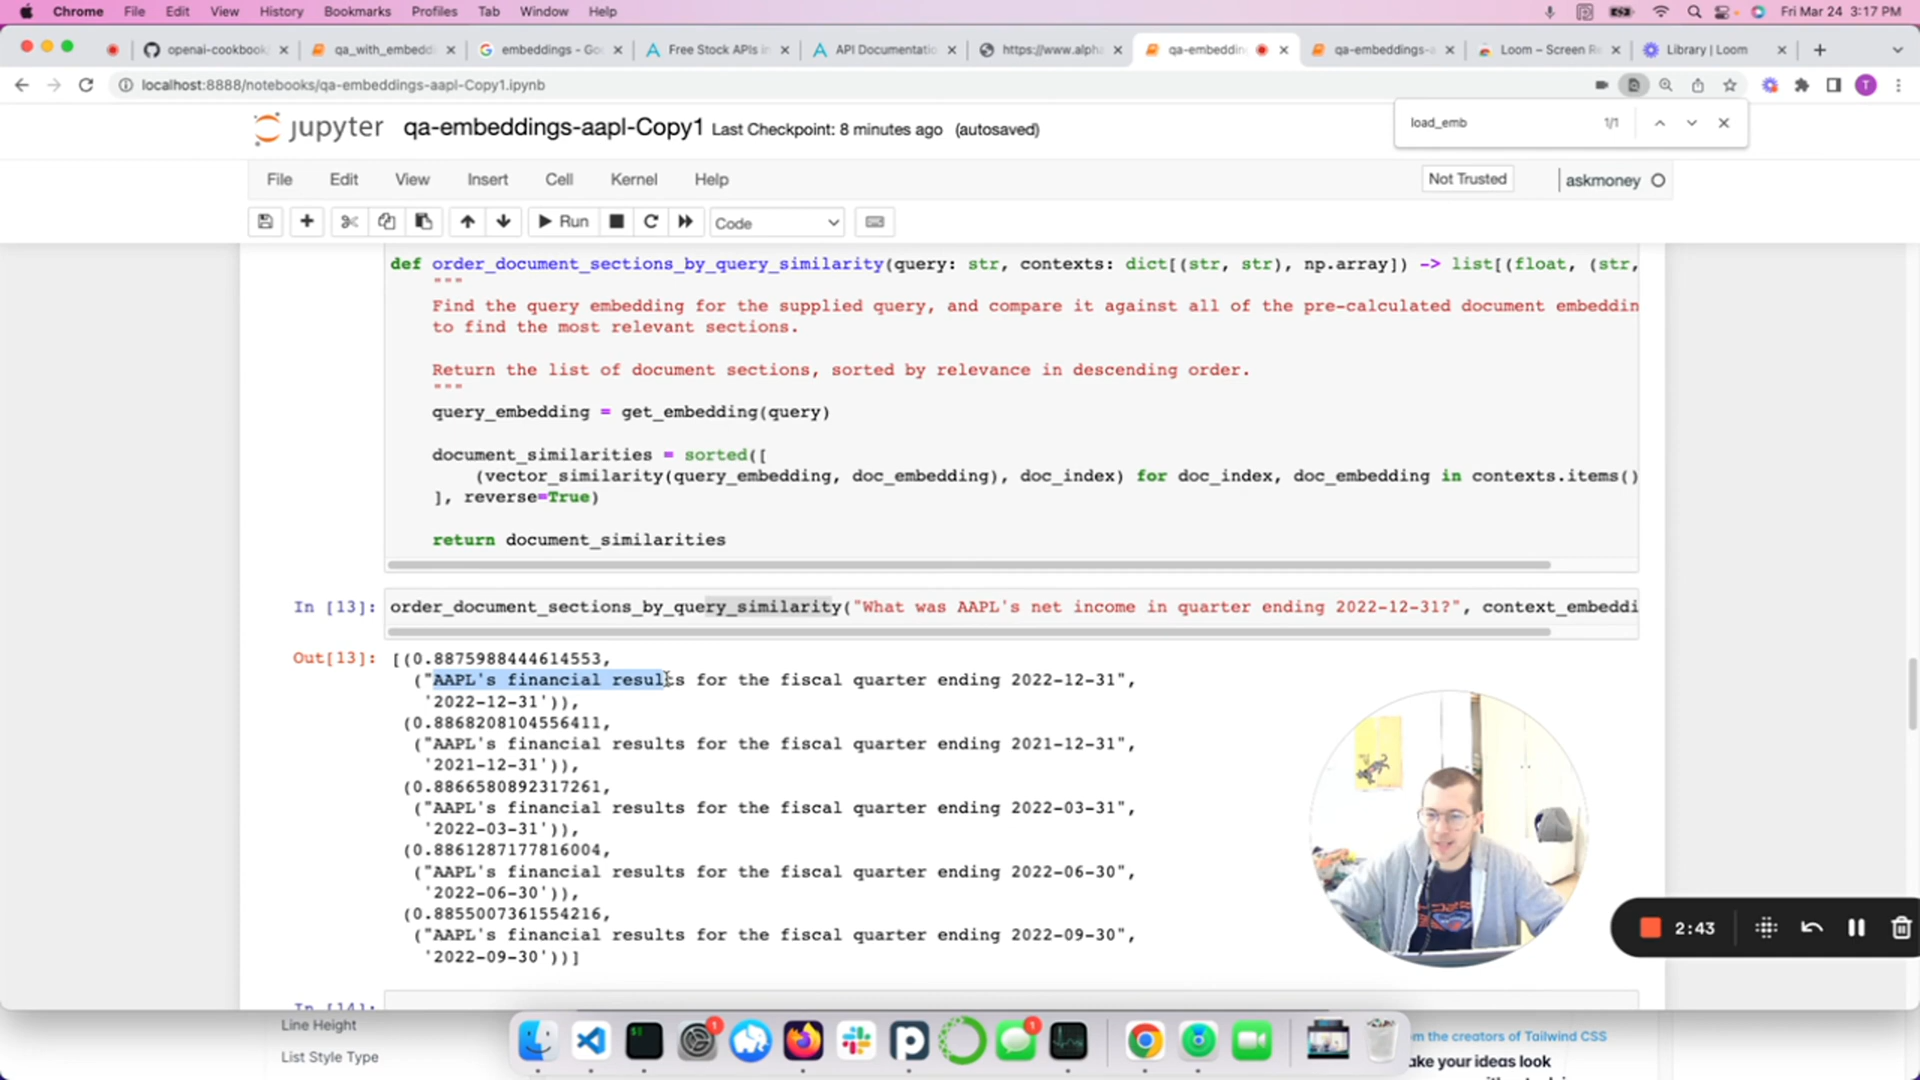 Chrome File Edit View History Bookmarks Profiles Tab Window Help Fri Mar 24 3:17 PM
openai-cookbook/ qa_with_embeddi embeddings - Goo Free Stock APIs in API Documentatio https://www.alpha qa-embeddin qa-embeddings-a Loom – Screen Re Library | Loom
localhost:8888/notebooks/qa-embeddings-aapl-Copy1.ipynb T
load_emb 1/1
jupyter qa-embeddings-aapl-Copy1 Last Checkpoint: 8 minutes ago (autosaved)
File Edit View Insert Cell Kernel Help Not Trusted askmoney
Run Code
def order_document_sections_by_query_similarity(query: str, contexts: dict[(str, str), np.array]) -> list[(float, (str,
"""
Find the query embedding for the supplied query, and compare it against all of the pre-calculated document embeddin
to find the most relevant sections.
Return the list of document sections, sorted by relevance in descending order.
"""
query_embedding = get_embedding(query)
document_similarities = sorted([
(vector_similarity(query_embedding, doc_embedding), doc_index) for doc_index, doc_embedding in contexts.items()
], reverse=True)
return document_similarities
In [13]: order_document_sections_by_query_similarity("What was AAPL's net income in quarter ending 2022-12-31?", context_embeddi
Out[13]: [(0.8875988444614553,
("AAPL's financial results for the fiscal quarter ending 2022-12-31",
'2022-12-31')),
(0.8868208104556411,
("AAPL's financial results for the fiscal quarter ending 2021-12-31",
'2021-12-31')),
(0.8866580892317261,
("AAPL's financial results for the fiscal quarter ending 2022-03-31",
'2022-03-31')),
(0.8861287177816004,
("AAPL's financial results for the fiscal quarter ending 2022-06-30",
'2022-06-30')),
(0.8855007361554216,
("AAPL's financial results for the fiscal quarter ending 2022-09-30",
'2022-09-30'))]
2:43
In [14]:
Line Height
List Style Type
1
1
om the creators of Tailwind CSS
ake your ideas look